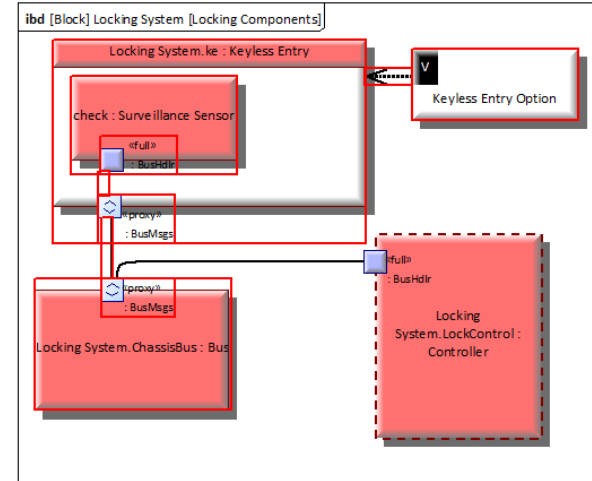 ibd [Block] Locking System [Locking Components]
Locking System.ke : Keyless Entry
V
Keyless Entry Option
check : Surveillance Sensor
«full»
: BusHdlr
«proxy»
: BusMsgs
«full»
: BusHdlr
«proxy»
: BusMsgs
Locking
System.LockControl :
Controller
Locking System.ChassisBus : Bus